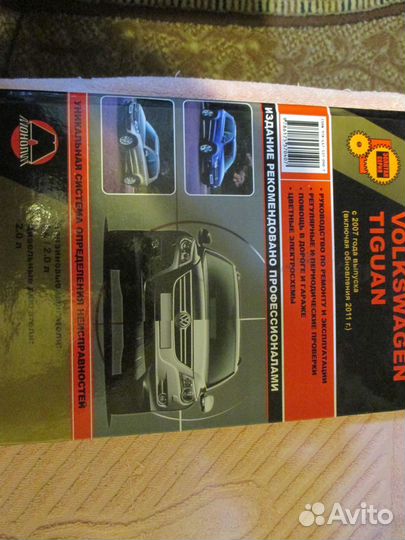 VOLKSWAGEN
TIGUAN
с 2007 года выпуска
(включая обновления 2011 г.)
• РУКОВОДСТВО ПО РЕМОНТУ И ЭКСПЛУАТАЦИИ
• РЕГУЛЯРНЫЕ И ПЕРИОДИЧЕСКИЕ ПРОВЕРКИ
• ПОМОЩЬ В ДОРОГЕ И ГАРАЖЕ
• ЦВЕТНЫЕ ЭЛЕКТРОСХЕМЫ
ИЗДАНИЕ РЕКОМЕНДОВАНО ПРОФЕССИОНАЛАМИ
УНИКАЛЬНАЯ СИСТЕМА ОПРЕДЕЛЕНИЯ НЕИСПРАВНОСТЕЙ
2.0 л
2.0 л
Avito